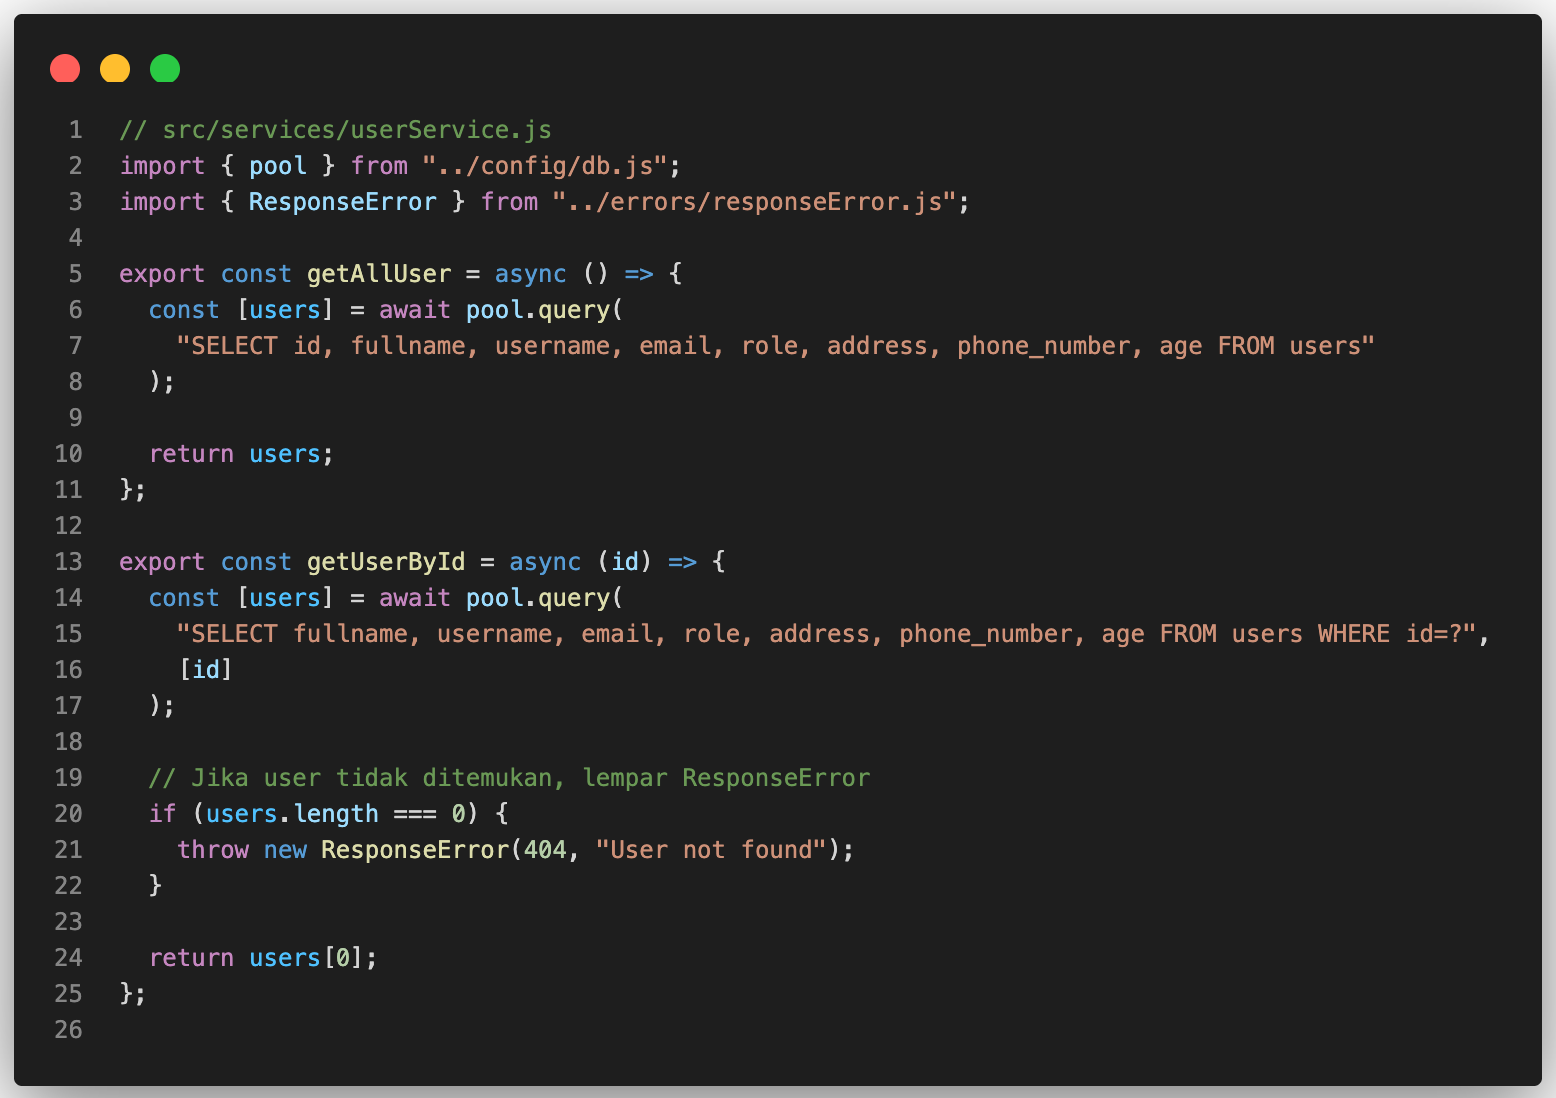 1 // src/services/userService.js
2 import { pool } from "../config/db.js";
3 import { ResponseError } from "../errors/responseError.js";
4
5 export const getAllUser = async () => {
6   const [users] = await pool.query(
7     "SELECT id, fullname, username, email, role, address, phone_number, age FROM users"
8   );
9
10   return users;
11 };
12
13 export const getUserById = async (id) => {
14   const [users] = await pool.query(
15     "SELECT fullname, username, email, role, address, phone_number, age FROM users WHERE id=?",
16     [id]
17   );
18
19   // Jika user tidak ditemukan, lempar ResponseError
20   if (users.length === 0) {
21     throw new ResponseError(404, "User not found");
22   }
23
24   return users[0];
25 };
26